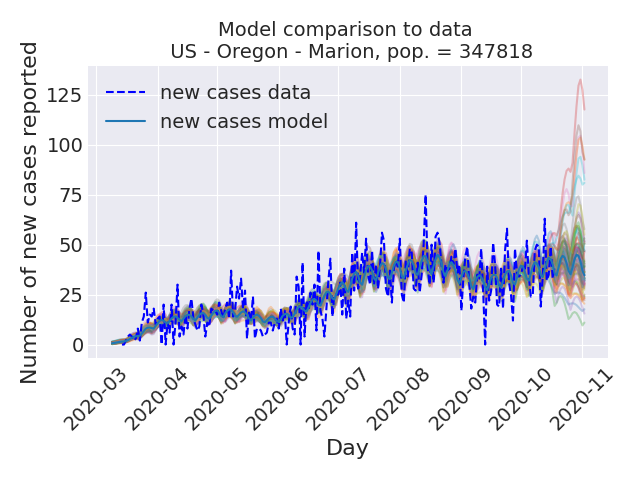 Model comparison to data
US - Oregon - Marion, pop. = 347818
Number of new cases reported
125
100
75
50
25
0
new cases data
new cases model
2020-03
2020-04
2020-05
2020-06
2020-07
2020-08
2020-09
2020-10
2020-11
Day